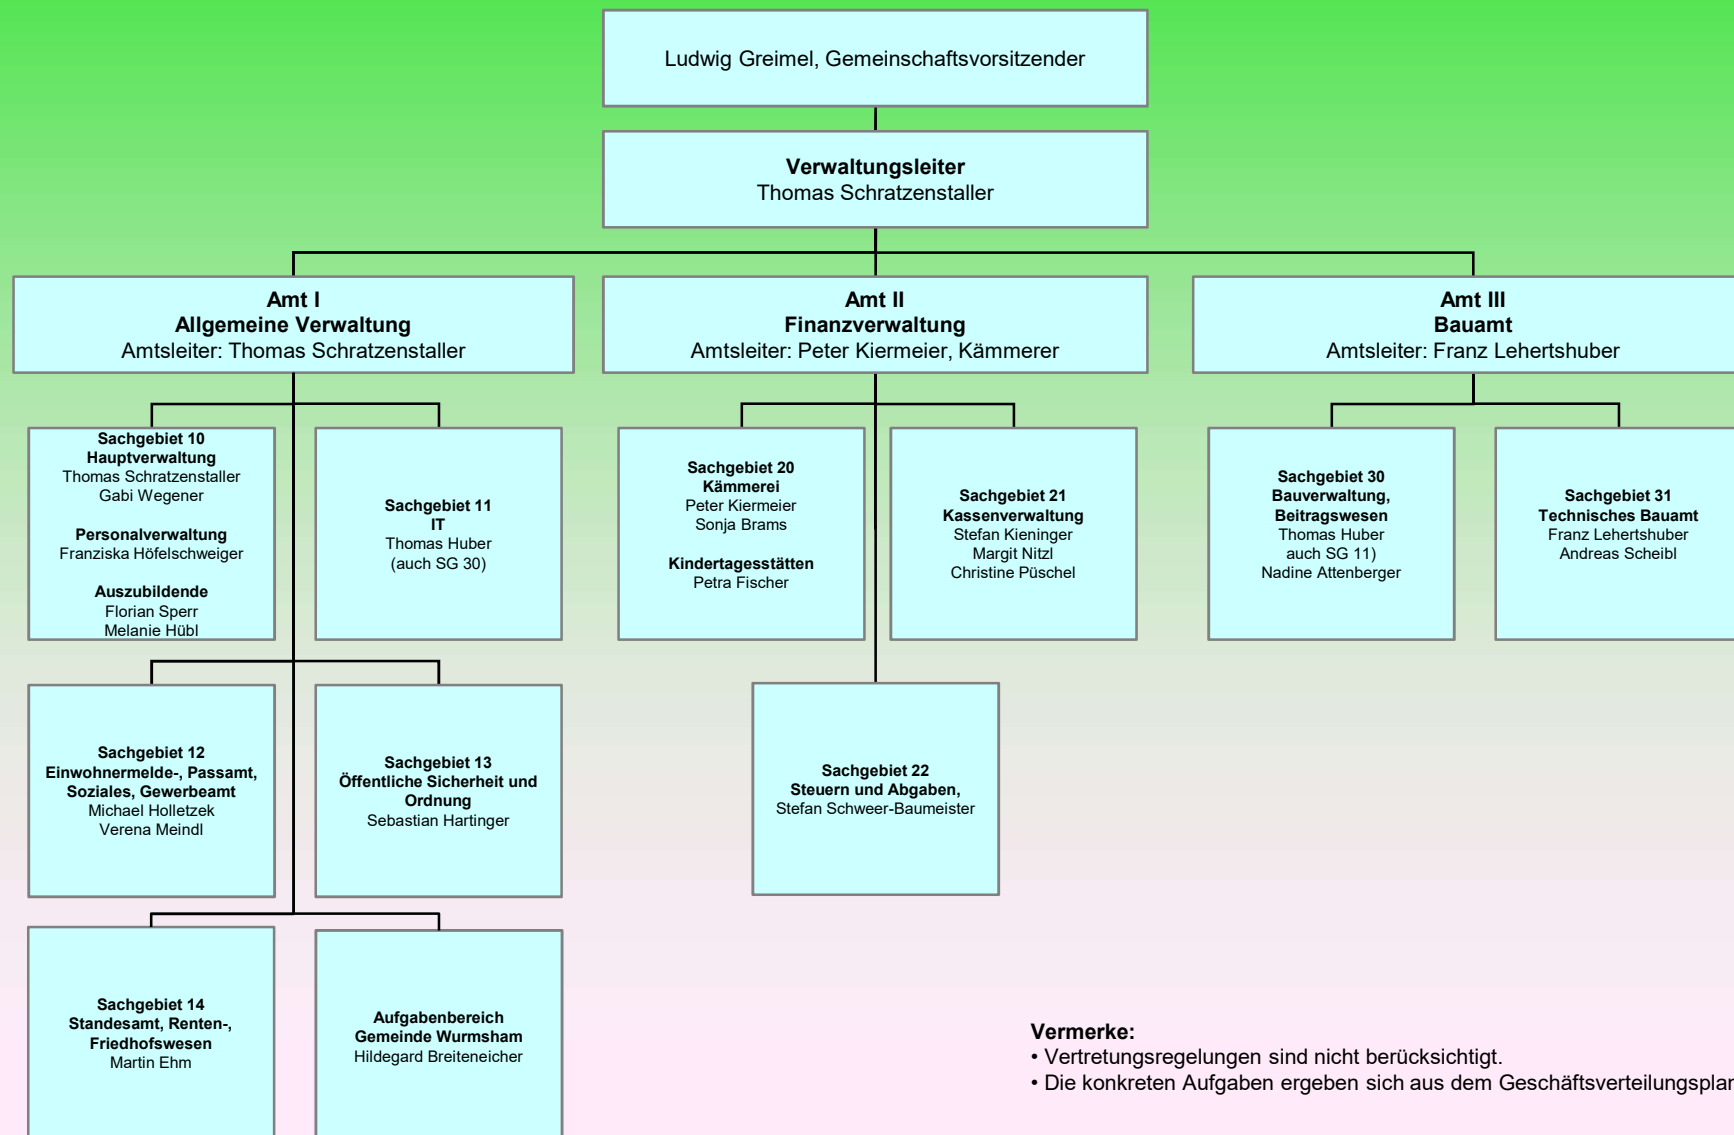 Ludwig Greimel, Gemeinschaftsvorsitzender
Verwaltungsleiter
Thomas Schratzenstaller
Amt I
Allgemeine Verwaltung
Amtsleiter: Thomas Schratzenstaller
Amt II
Finanzverwaltung
Amtsleiter: Peter Kiermeier, Kämmerer
Amt III
Bauamt
Amtsleiter: Franz Lehertshuber
Sachgebiet 10
Hauptverwaltung
Thomas Schratzenstaller
Gabi Wegener
Personalverwaltung
Franziska Höfelschweiger
Auszubildende
Florian Sperr
Melanie Hübl
Sachgebiet 11
IT
Thomas Huber
(auch SG 30)
Sachgebiet 20
Kämmerei
Peter Kiermeier
Sonja Brams
Kindertagesstätten
Petra Fischer
Sachgebiet 21
Kassenverwaltung
Stefan Kieninger
Margit Nitzl
Christine Püschel
Sachgebiet 30
Bauverwaltung,
Beitragswesen
Thomas Huber
auch SG 11)
Nadine Attenberger
Sachgebiet 31
Technisches Bauamt
Franz Lehertshuber
Andreas Scheibl
Sachgebiet 12
Einwohnermelde-, Passamt,
Soziales, Gewerbeamt
Michael Holletzek
Verena Meindl
Sachgebiet 13
Öffentliche Sicherheit und
Ordnung
Sebastian Hartinger
Sachgebiet 22
Steuern und Abgaben,
Stefan Schweer-Baumeister
Sachgebiet 14
Standesamt, Renten-,
Friedhofswesen
Martin Ehm
Aufgabenbereich
Gemeinde Wurmsham
Hildegard Breiteneicher
Vermerke:
• Vertretungsregelungen sind nicht berücksichtigt.
• Die konkreten Aufgaben ergeben sich aus dem Geschäftsverteilungsplan